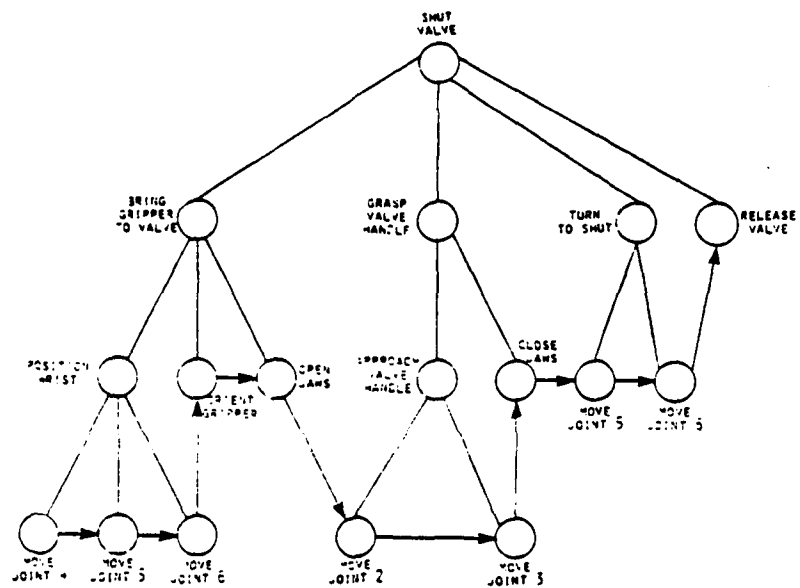 SHUT
VALVE
BRING
GRIPPER
TO VALVE
GRASP
VALVE
HANDLE
TURN
TO SHUT
RELEASE
VALVE
POSITION
WRIST
ORIENT
GRIPPER
OPEN
JAWS
APPROACH
VALVE
HANDLE
CLOSE
JAWS
MOVE
JOINT 5
MOVE
JOINT
MOVE
JOINT 4
MOVE
JOINT 5
MOVE
JOINT 6
MOVE
JOINT 2
MOVE
JOINT 3